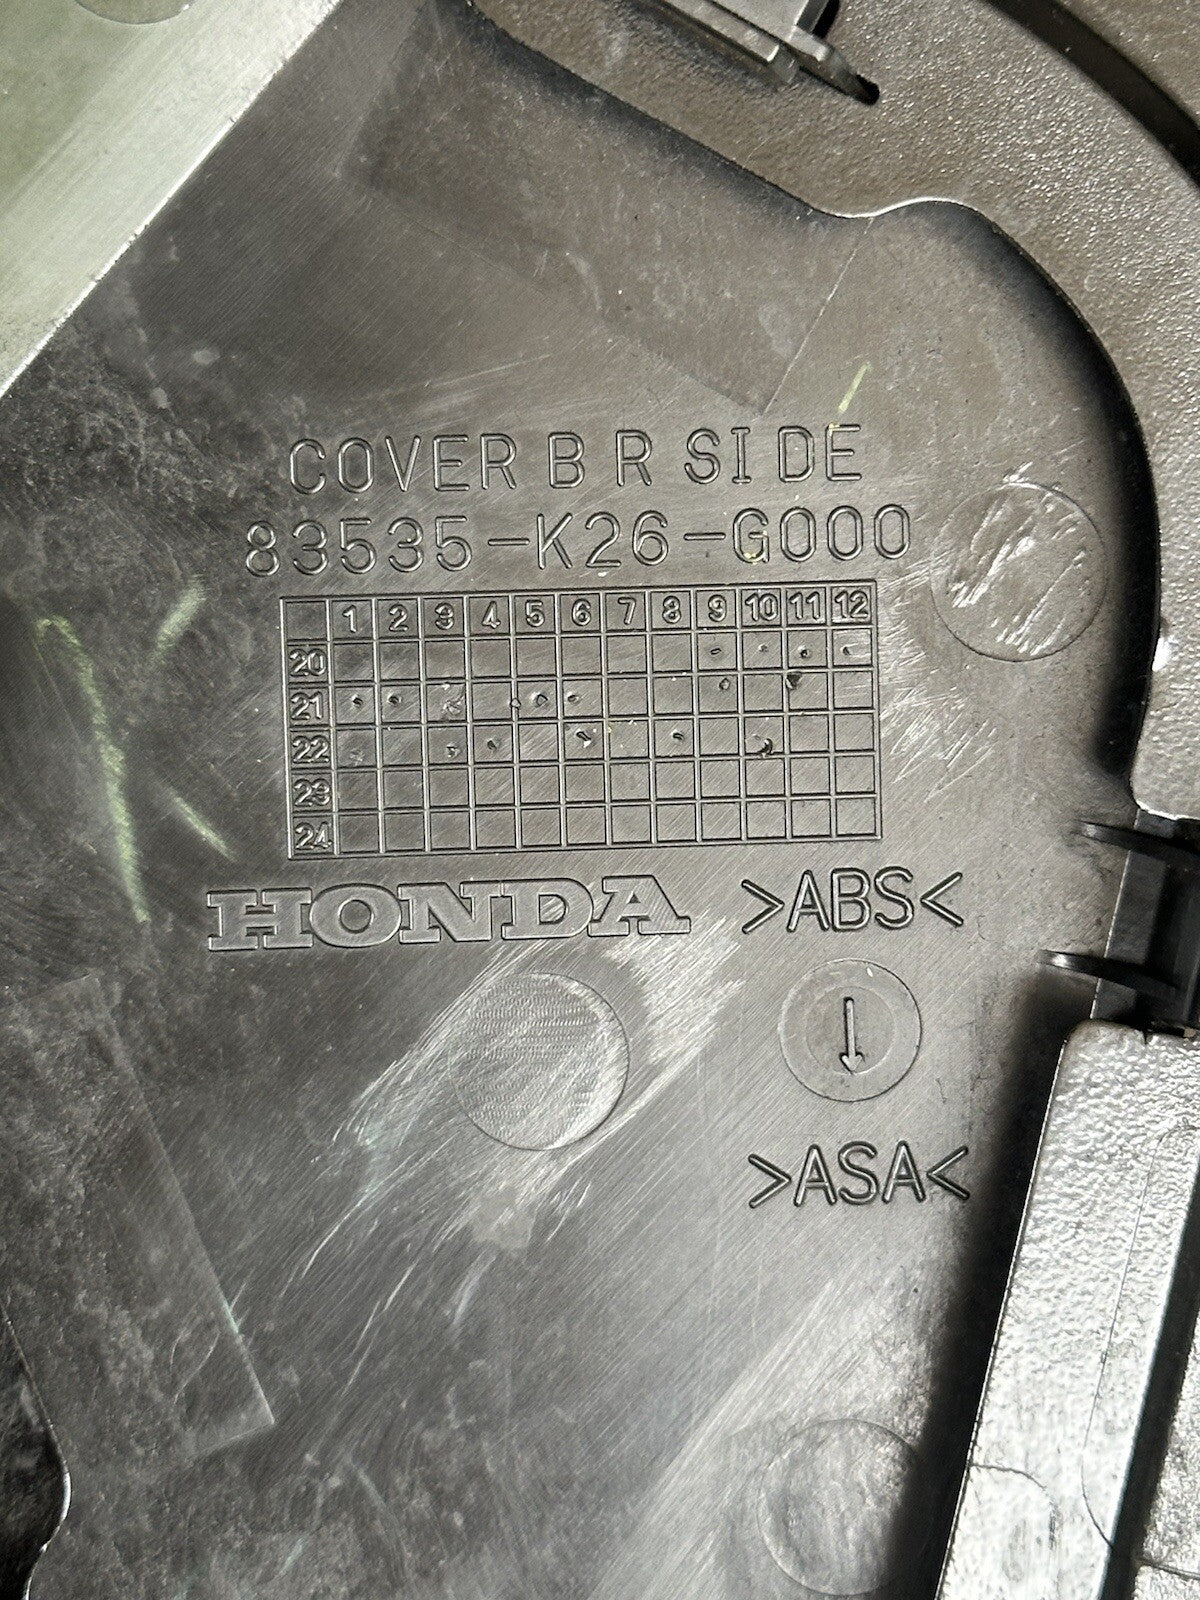 COVER B R SIDE
83535-K26-G000
1 2 3 4 5 6 7 8 9 10 11 12
20
21
22
23
24
HONDA >ABS<
>ASA<